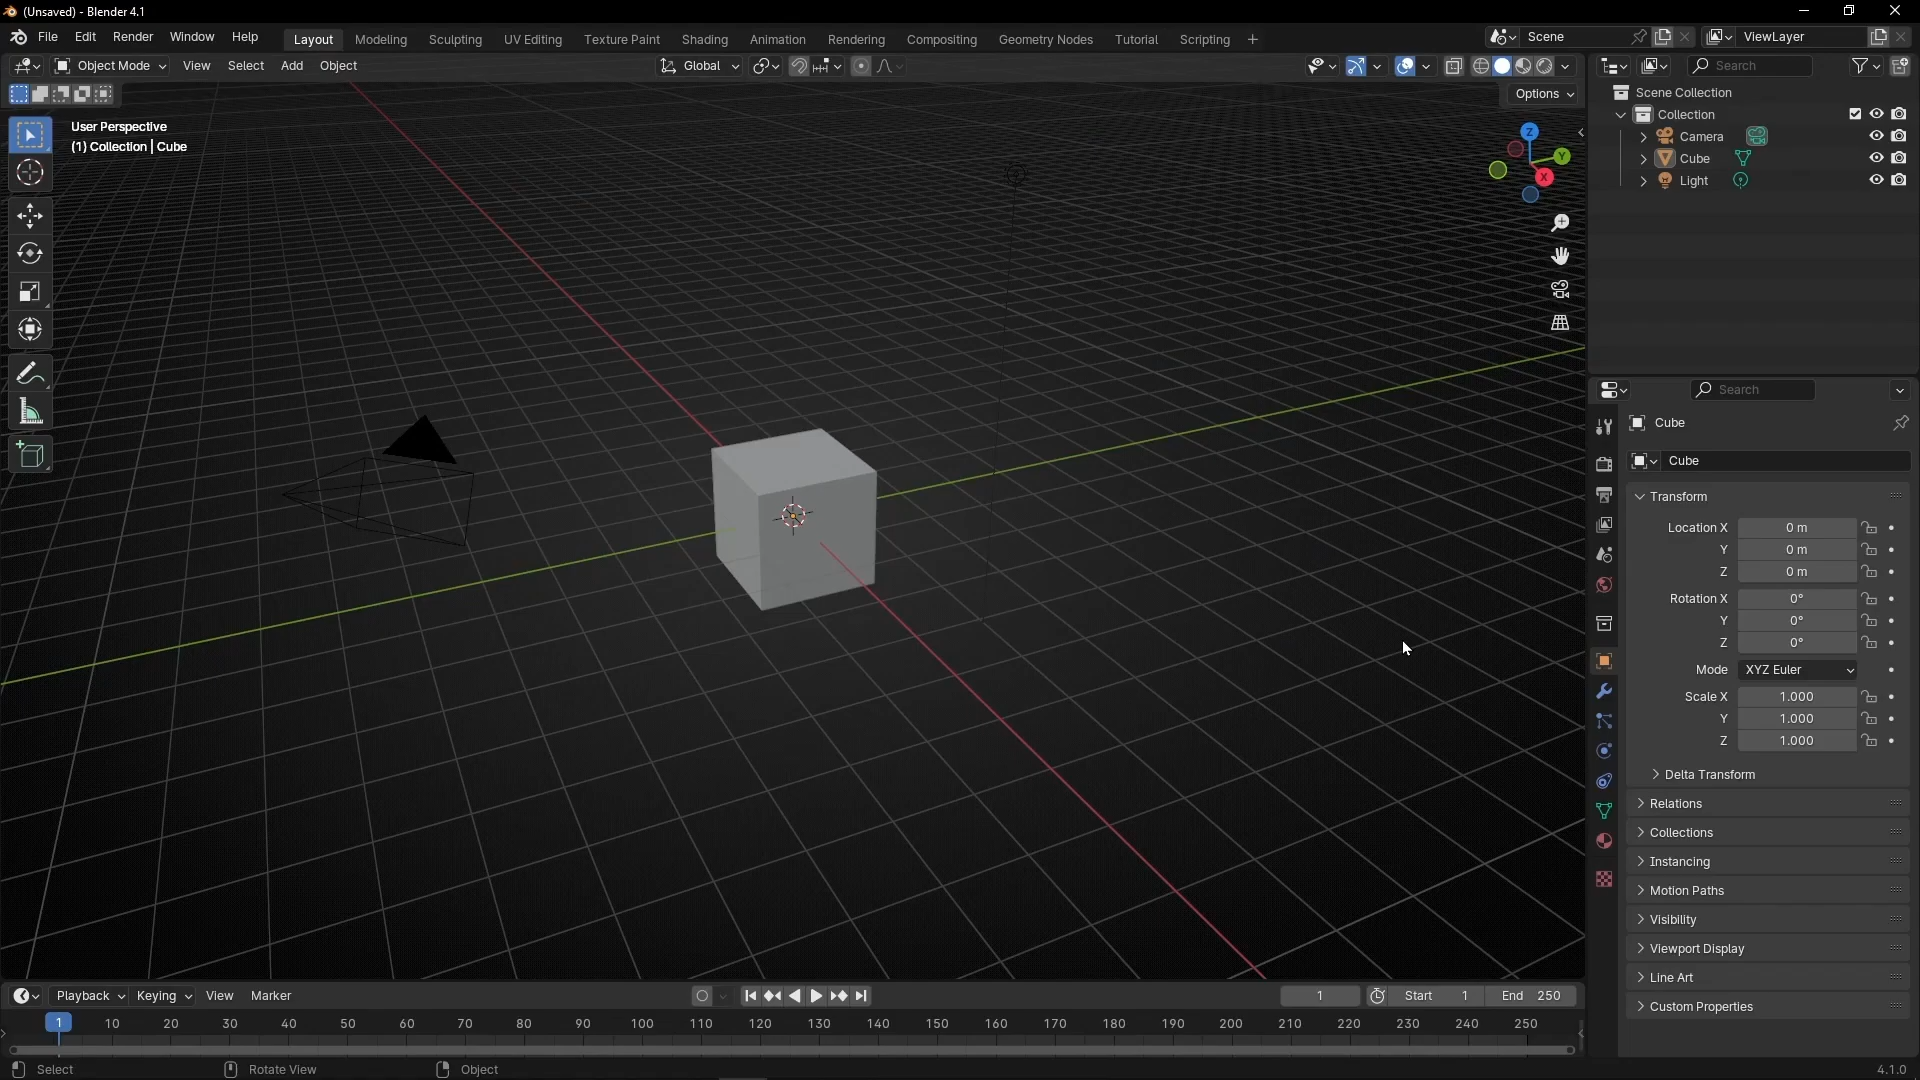 (Unsaved) - Blender 4.1
File Edit Render Window Help Layout Modeling Sculpting UV Editing Texture Paint Shading Animation Rendering Compositing Geometry Nodes Tutorial Scripting + Scene ViewLayer
Object Mode View Select Add Object Global Search
Options
User Perspective
(1) Collection | Cube
Z
Y
X
Scene Collection
Collection
Camera
Cube
Light
Search
Cube
Cube
Transform
Location X 0 m
Y 0 m
Z 0 m
Rotation X 0°
Y 0°
Z 0°
Mode XYZ Euler
Scale X 1.000
Y 1.000
Z 1.000
Delta Transform
Relations
Collections
Instancing
Motion Paths
Visibility
Viewport Display
Line Art
Custom Properties
Playback Keying View Marker 1 Start 1 End 250
1 10 20 30 40 50 60 70 80 90 100 110 120 130 140 150 160 170 180 190 200 210 220 230 240 250
Select Rotate View Object 4.1.0